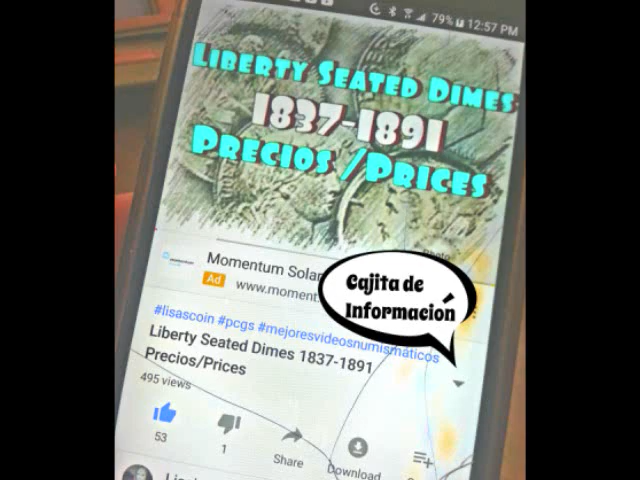 79% 12:57 PM
LIBERTY SEATED DIMES
1837-1891
PRECIOS /PRICES
Momentum Solar
Ad www.moment
Cajita de
Información
#lisascoin #pcgs #mejoresvideosnumismáticos
Liberty Seated Dimes 1837-1891
Precios/Prices
495 views
53
1
Share
Download